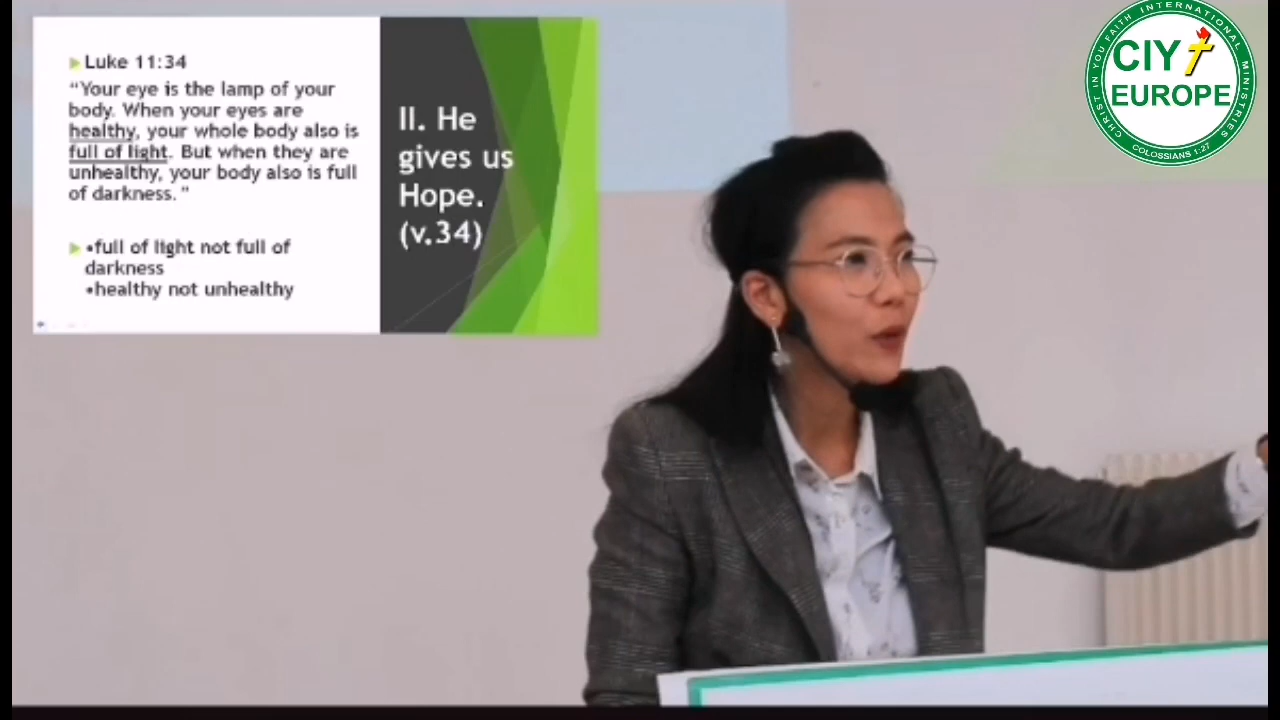 Luke 11:34
“Your eye is the lamp of your
body. When your eyes are
healthy, your whole body also is
full of light. But when they are
unhealthy, your body also is full
of darkness.”
•full of light not full of
darkness
•healthy not unhealthy
II. He
gives us
Hope.
(v.34)
CIY
EUROPE
CHRIST IN YOU FAITH INTERNATIONAL MINISTRIES
COLOSSIANS 1:27